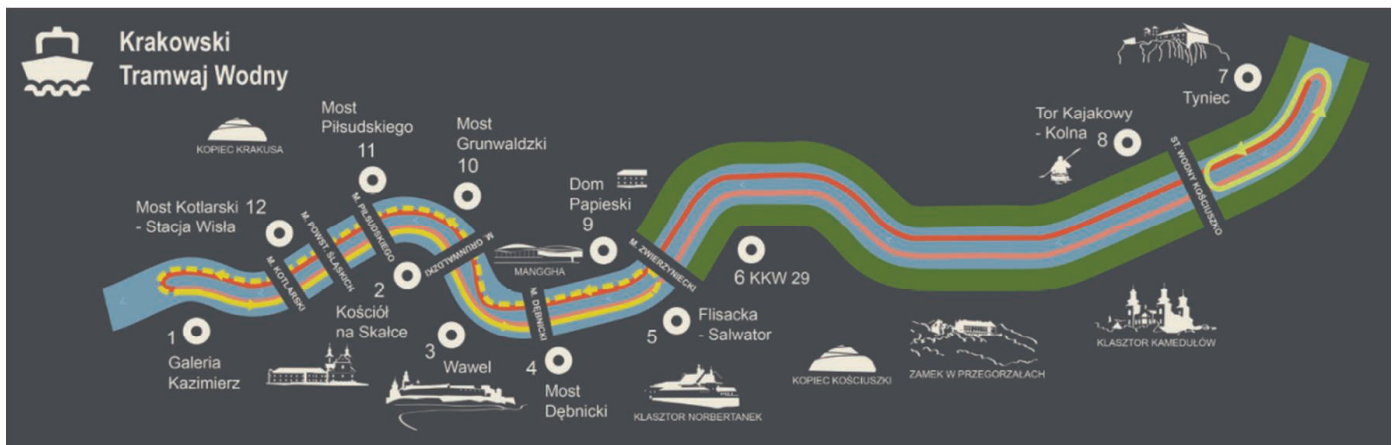 Krakowski
Tramwaj Wodny
KOPIEC KRAKUSA
Most
Piłsudskiego
11
Most
Grunwaldzki
10
Most Kotlarski 12
- Stacja Wisła
M. KOTLARSKI
M. POWST. ŚLĄSKICH
M. PIŁSUDSKIEGO
M. GRUNWALDZKI
M. DĘBNICKI
M. ZWIERZYNIECKI
ST. WODNY KOŚCIUSZKO
MANGGHA
Dom
Papieski
9
Tor Kajakowy
- Kolna
8
7
Tyniec
1
Galeria
Kazimierz
2
Kościół
na Skałce
3
Wawel
4
Most
Dębnicki
5
Flisacka
- Salwator
6 KKW 29
KLASZTOR NORBERTANEK
KOPIEC KOŚCIUSZKI
ZAMEK W PRZEGORZAŁACH
KLASZTOR KAMEDUŁÓW